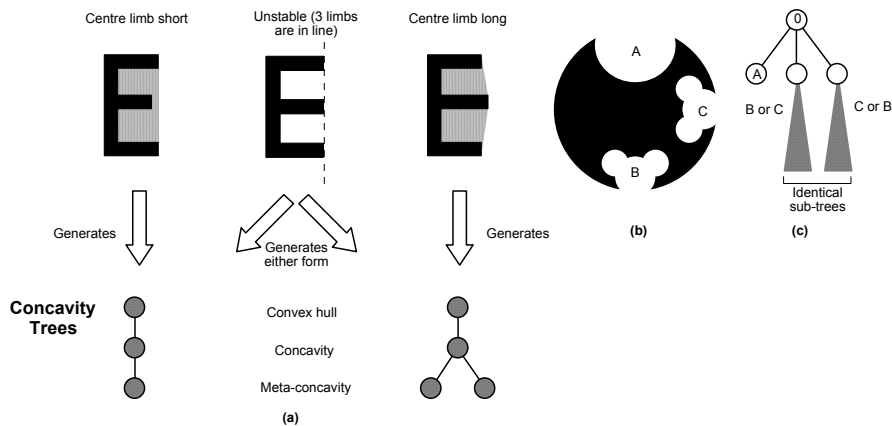 Centre limb short
Unstable (3 limbs
are in line)
Centre limb long
Generates
Generates
either form
Generates
Concavity
Trees
Convex hull
Concavity
Meta-concavity
(a)
A
C
B
(b)
0
A
B or C
C or B
Identical
sub-trees
(c)